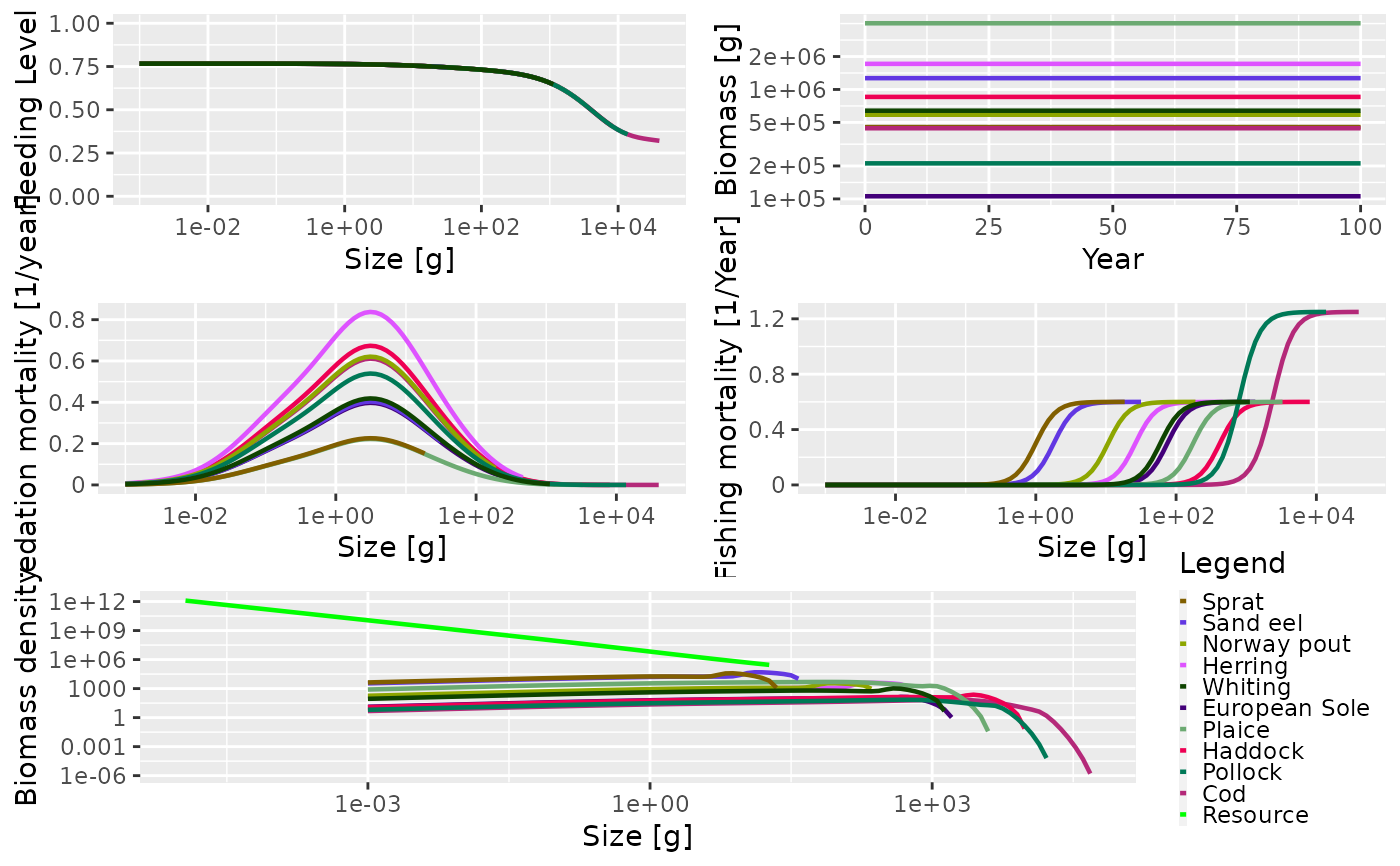 Feeding Level
1.00
0.75
0.50
0.25
0.00
1e-02
1e+00
1e+02
1e+04
Size [g]
Biomass [g]
2e+06
1e+06
5e+05
2e+05
1e+05
0
25
50
75
100
Year
edation mortality [1/year]
0.8
0.6
0.4
0.2
0
1e-02
1e+00
1e+02
1e+04
Size [g]
Fishing mortality [1/Year]
1.2
0.8
0.4
0
1e-02
1e+00
1e+02
1e+04
Size [g]
Biomass density
1e+12
1e+09
1e+06
1000
1
0.001
1e-06
1e-03
1e+00
1e+03
Size [g]
Legend
Sprat
Sand eel
Norway pout
Herring
Whiting
European Sole
Plaice
Haddock
Pollock
Cod
Resource